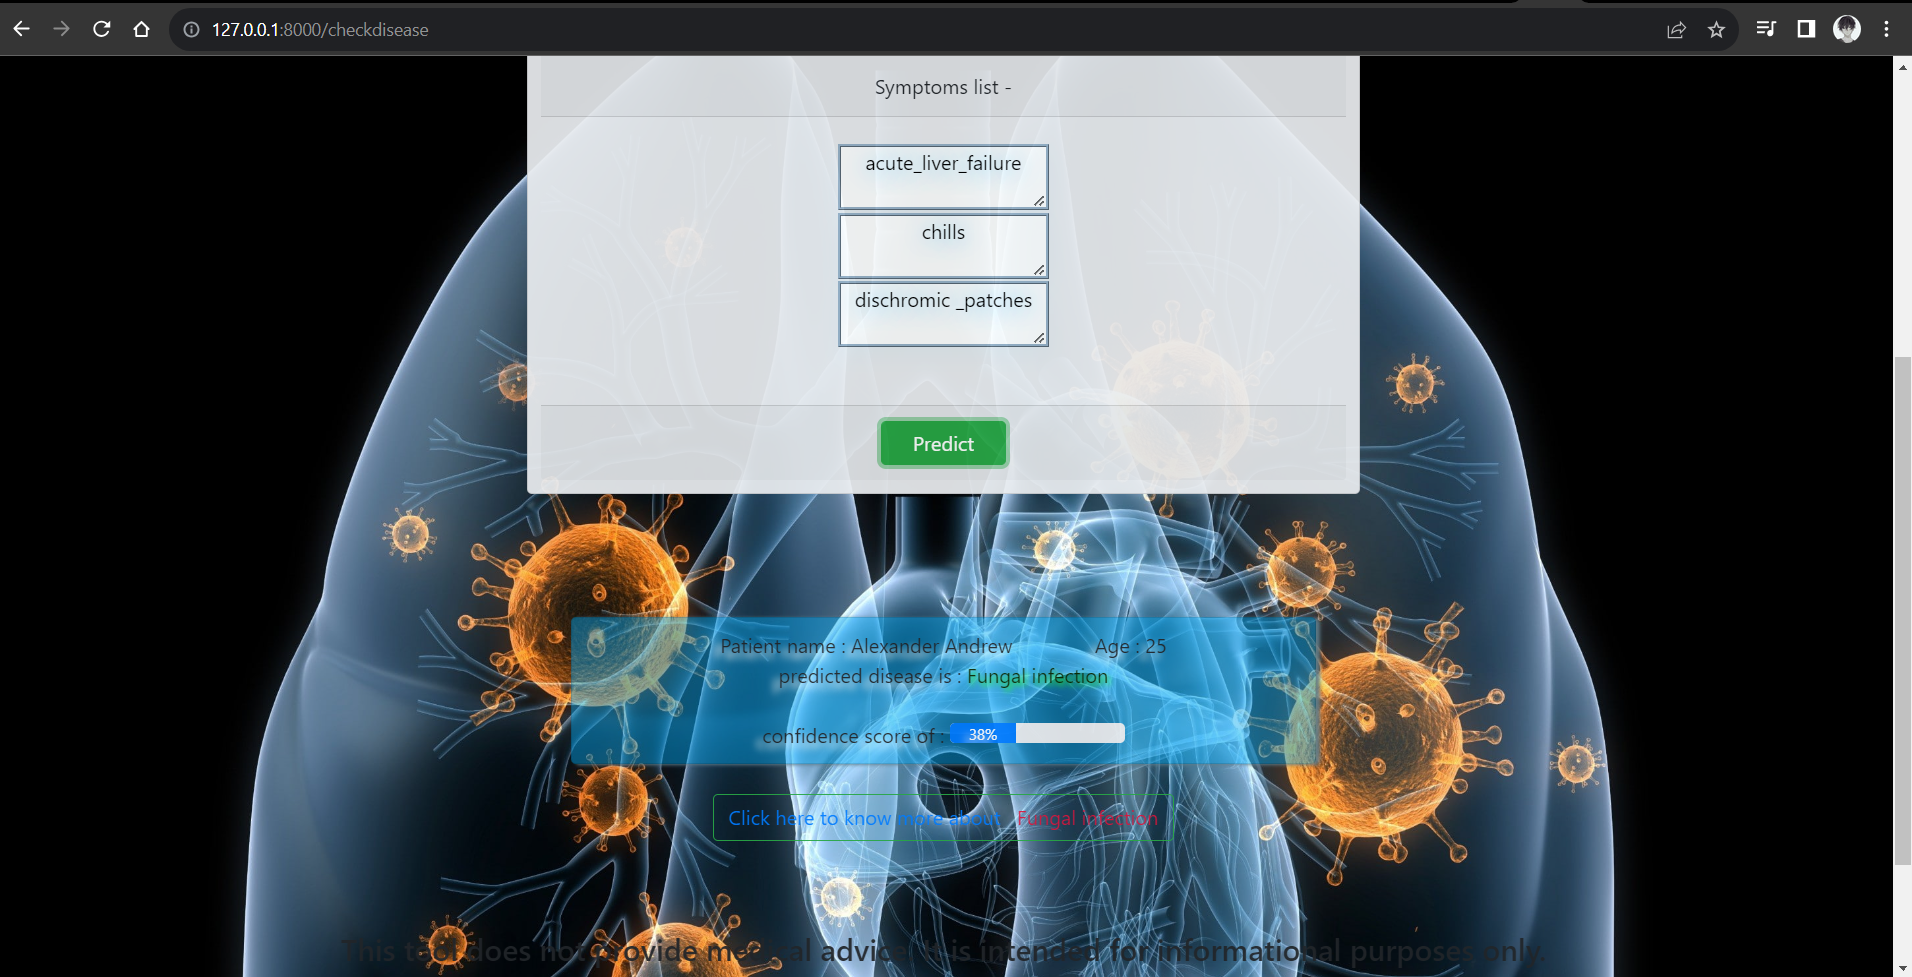 127.0.0.1:8000/checkdisease
Symptoms list -
acute_liver_failure
chills
dischromic _patches
Predict
Patient name : Alexander Andrew Age : 25
predicted disease is : Fungal infection
confidence score of : 38%
Click here to know more about Fungal infection
This tool does not provide medical advice. It is intended for informational purposes only.